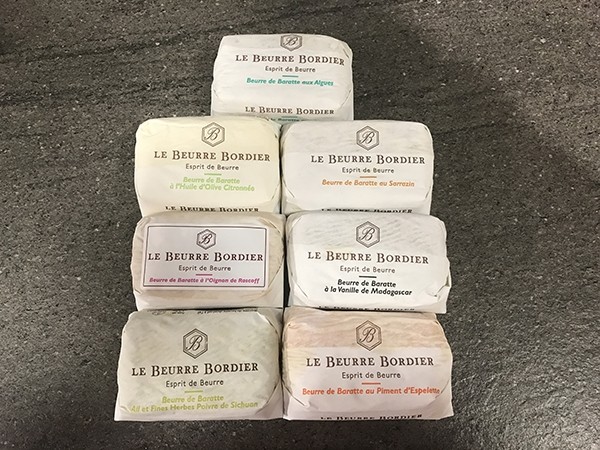 B
LE BEURRE BORDIER
Esprit de Beurre
Beurre de Baratte aux Algues
LE BEURRE BORDIER
B
LE BEURRE BORDIER
Esprit de Beurre
Beurre de Baratte
à l'Huile d'Olive Citronnée
B
LE BEURRE BORDIER
Esprit de Beurre
Beurre de Baratte au Sarrazin
B
LE BEURRE BORDIER
Esprit de Beurre
Beurre de Baratte à l'Oignon de Roscoff
B
LE BEURRE BORDIER
Esprit de Beurre
Beurre de Baratte
à la Vanille de Madagascar
B
LE BEURRE BORDIER
Esprit de Beurre
Beurre de Baratte
Ail et Fines Herbes Poivre de Sichuan
B
LE BEURRE BORDIER
Esprit de Beurre
Beurre de Baratte au Piment d'Espelette
LE BEURRE BORDIER